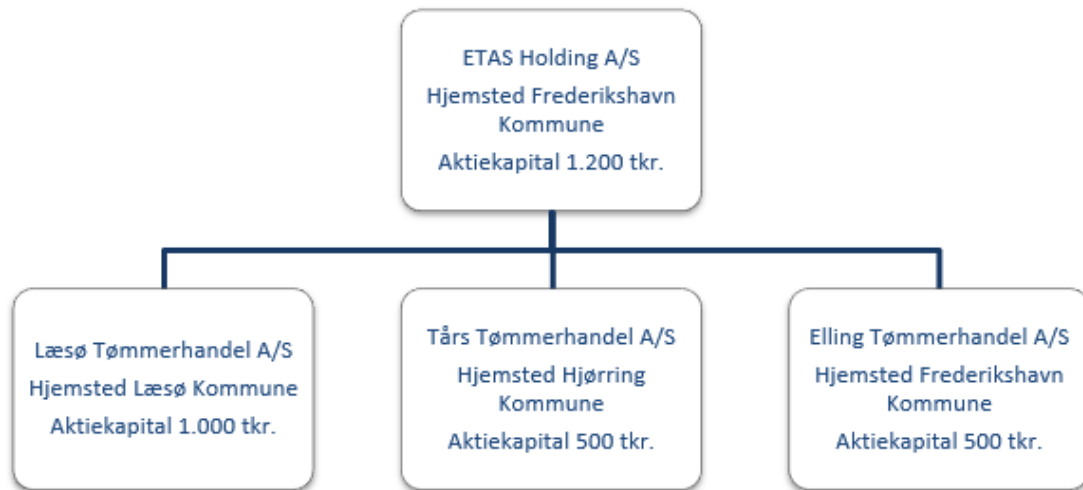 ETAS Holding A/S
Hjemsted Frederikshavn
Kommune
Aktiekapital 1.200 tkr.
Læsø Tømmerhandel A/S
Hjemsted Læsø Kommune
Aktiekapital 1.000 tkr.
Tårs Tømmerhandel A/S
Hjemsted Hjørring
Kommune
Aktiekapital 500 tkr.
Elling Tømmerhandel A/S
Hjemsted Frederikshavn
Kommune
Aktiekapital 500 tkr.